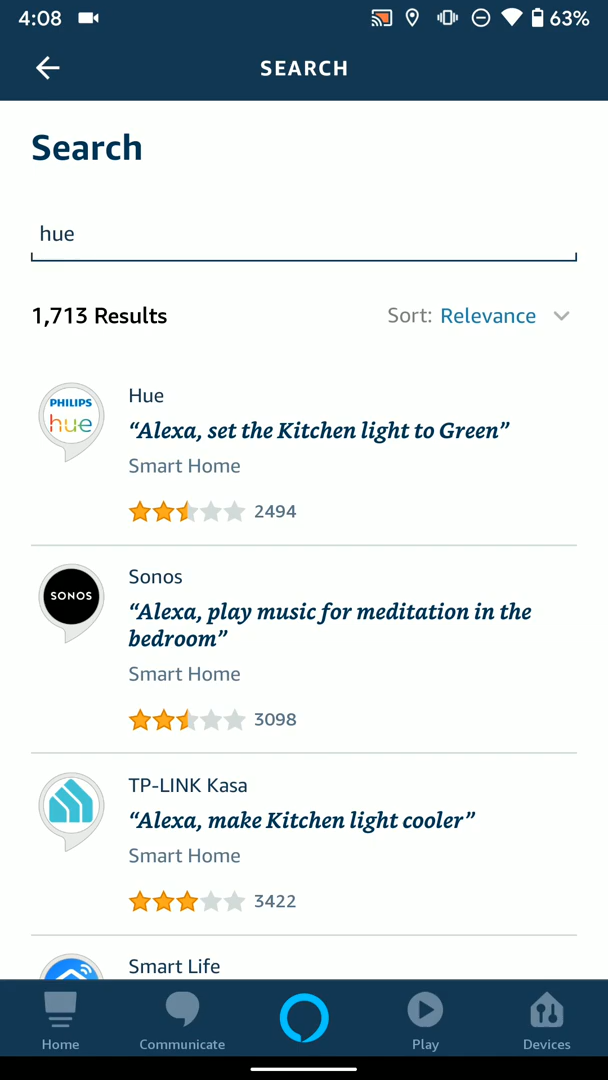 4:08
63%
SEARCH
Search
hue
1,713 Results
Sort: Relevance
PHILIPS
hue
Hue
“Alexa, set the Kitchen light to Green”
Smart Home
2494
SONOS
Sonos
“Alexa, play music for meditation in the
bedroom”
Smart Home
3098
TP-LINK Kasa
“Alexa, make Kitchen light cooler”
Smart Home
3422
Smart Life
Home
Communicate
Play
Devices